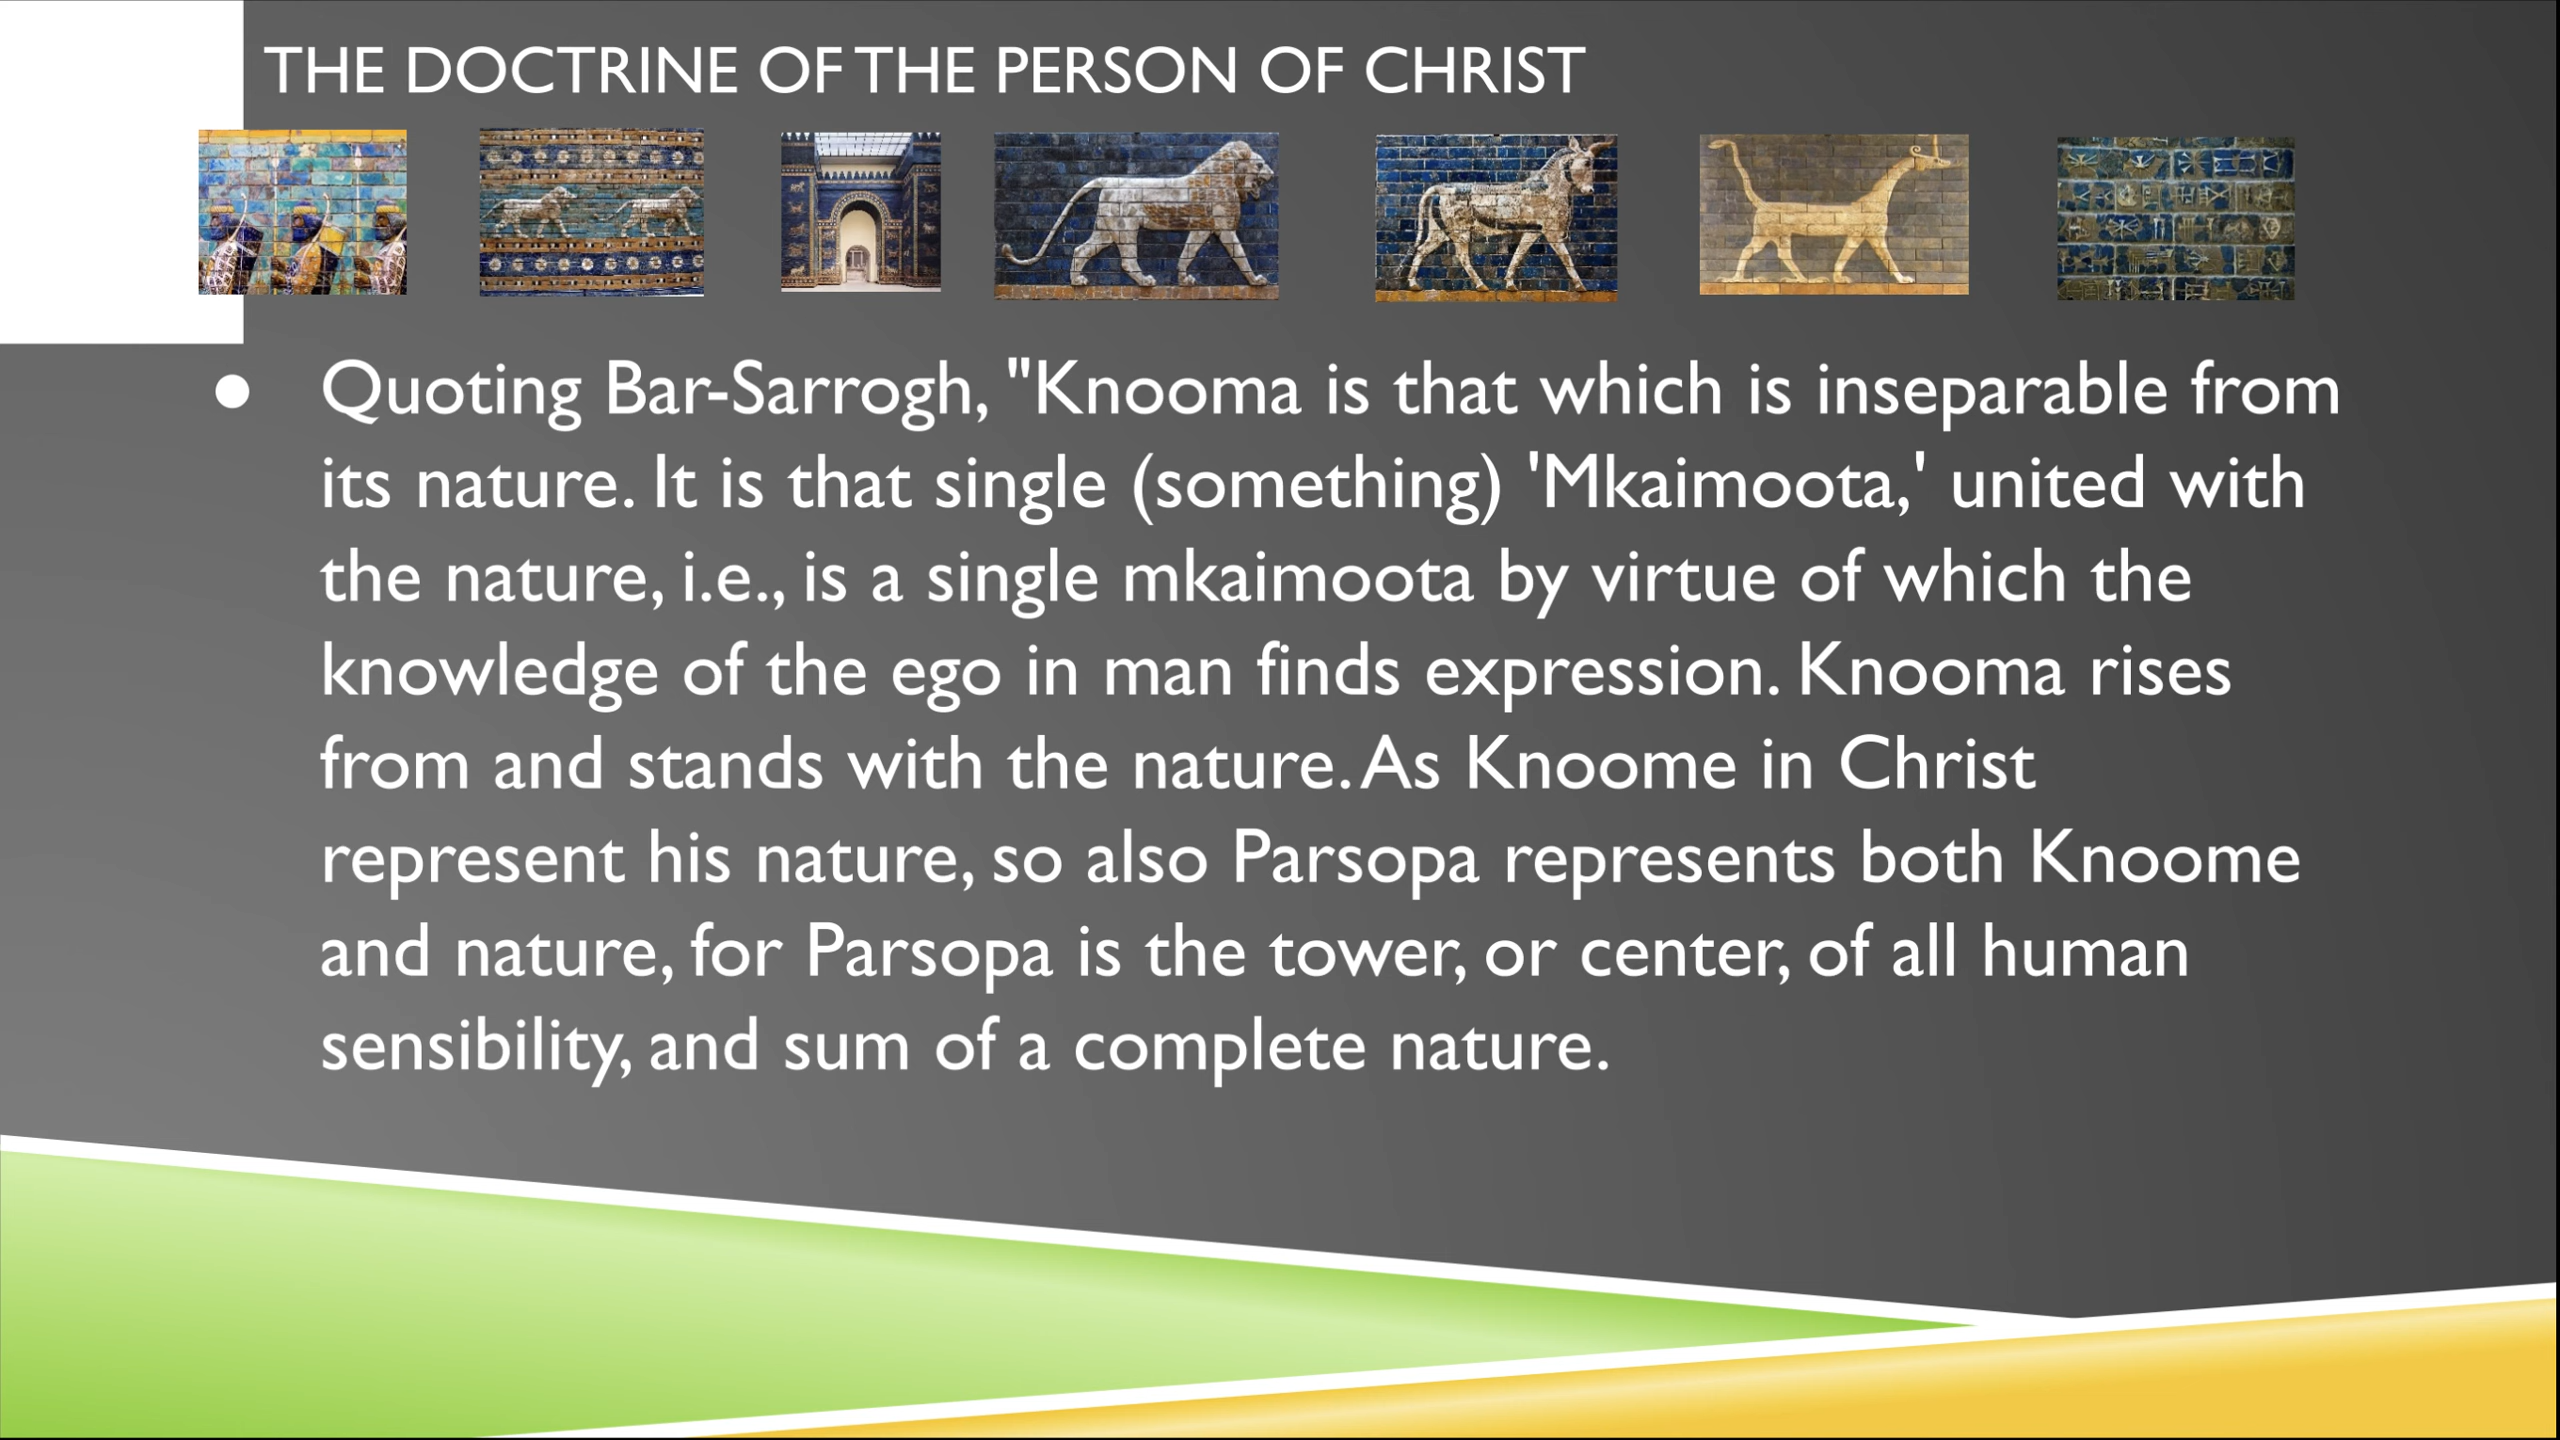 THE DOCTRINE OF THE PERSON OF CHRIST
● Quoting Bar-Sarrogh, "Knooma is that which is inseparable from
its nature. It is that single (something) 'Mkaimoota,' united with
the nature, i.e., is a single mkaimoota by virtue of which the
knowledge of the ego in man finds expression. Knooma rises
from and stands with the nature. As Knoome in Christ
represent his nature, so also Parsopa represents both Knoome
and nature, for Parsopa is the tower, or center, of all human
sensibility, and sum of a complete nature.